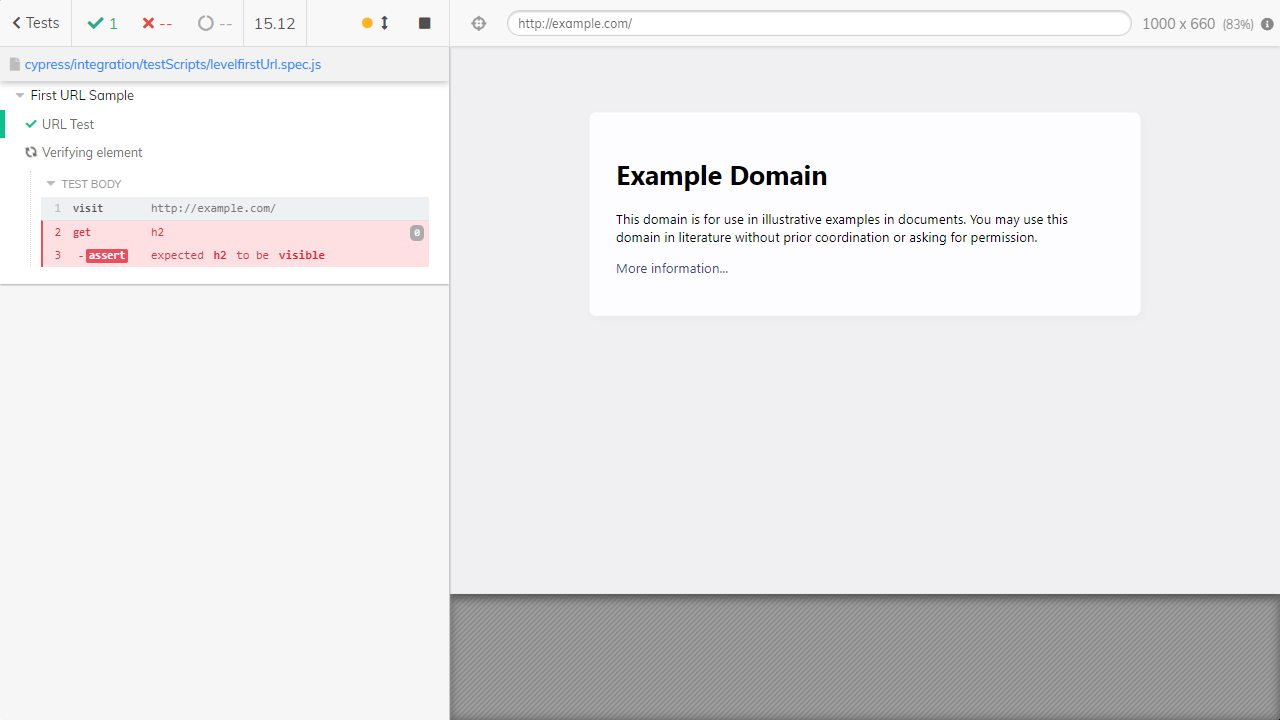 Tests 1 -- -- 15.12
http://example.com/ 1000 x 660 (83%)
cypress/integration/testScripts/levelfirstUrl.spec.js
First URL Sample
URL Test
Verifying element
TEST BODY
1 visit http://example.com/
2 get h2 0
3 -assert expected h2 to be visible
Example Domain
This domain is for use in illustrative examples in documents. You may use this
domain in literature without prior coordination or asking for permission.
More information...